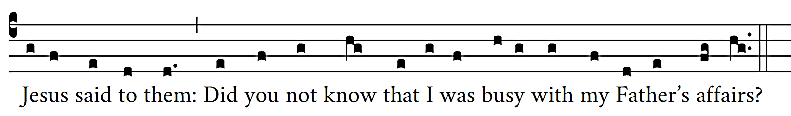 Jesus said to them: Did you not know that I was busy with my Father's affairs?